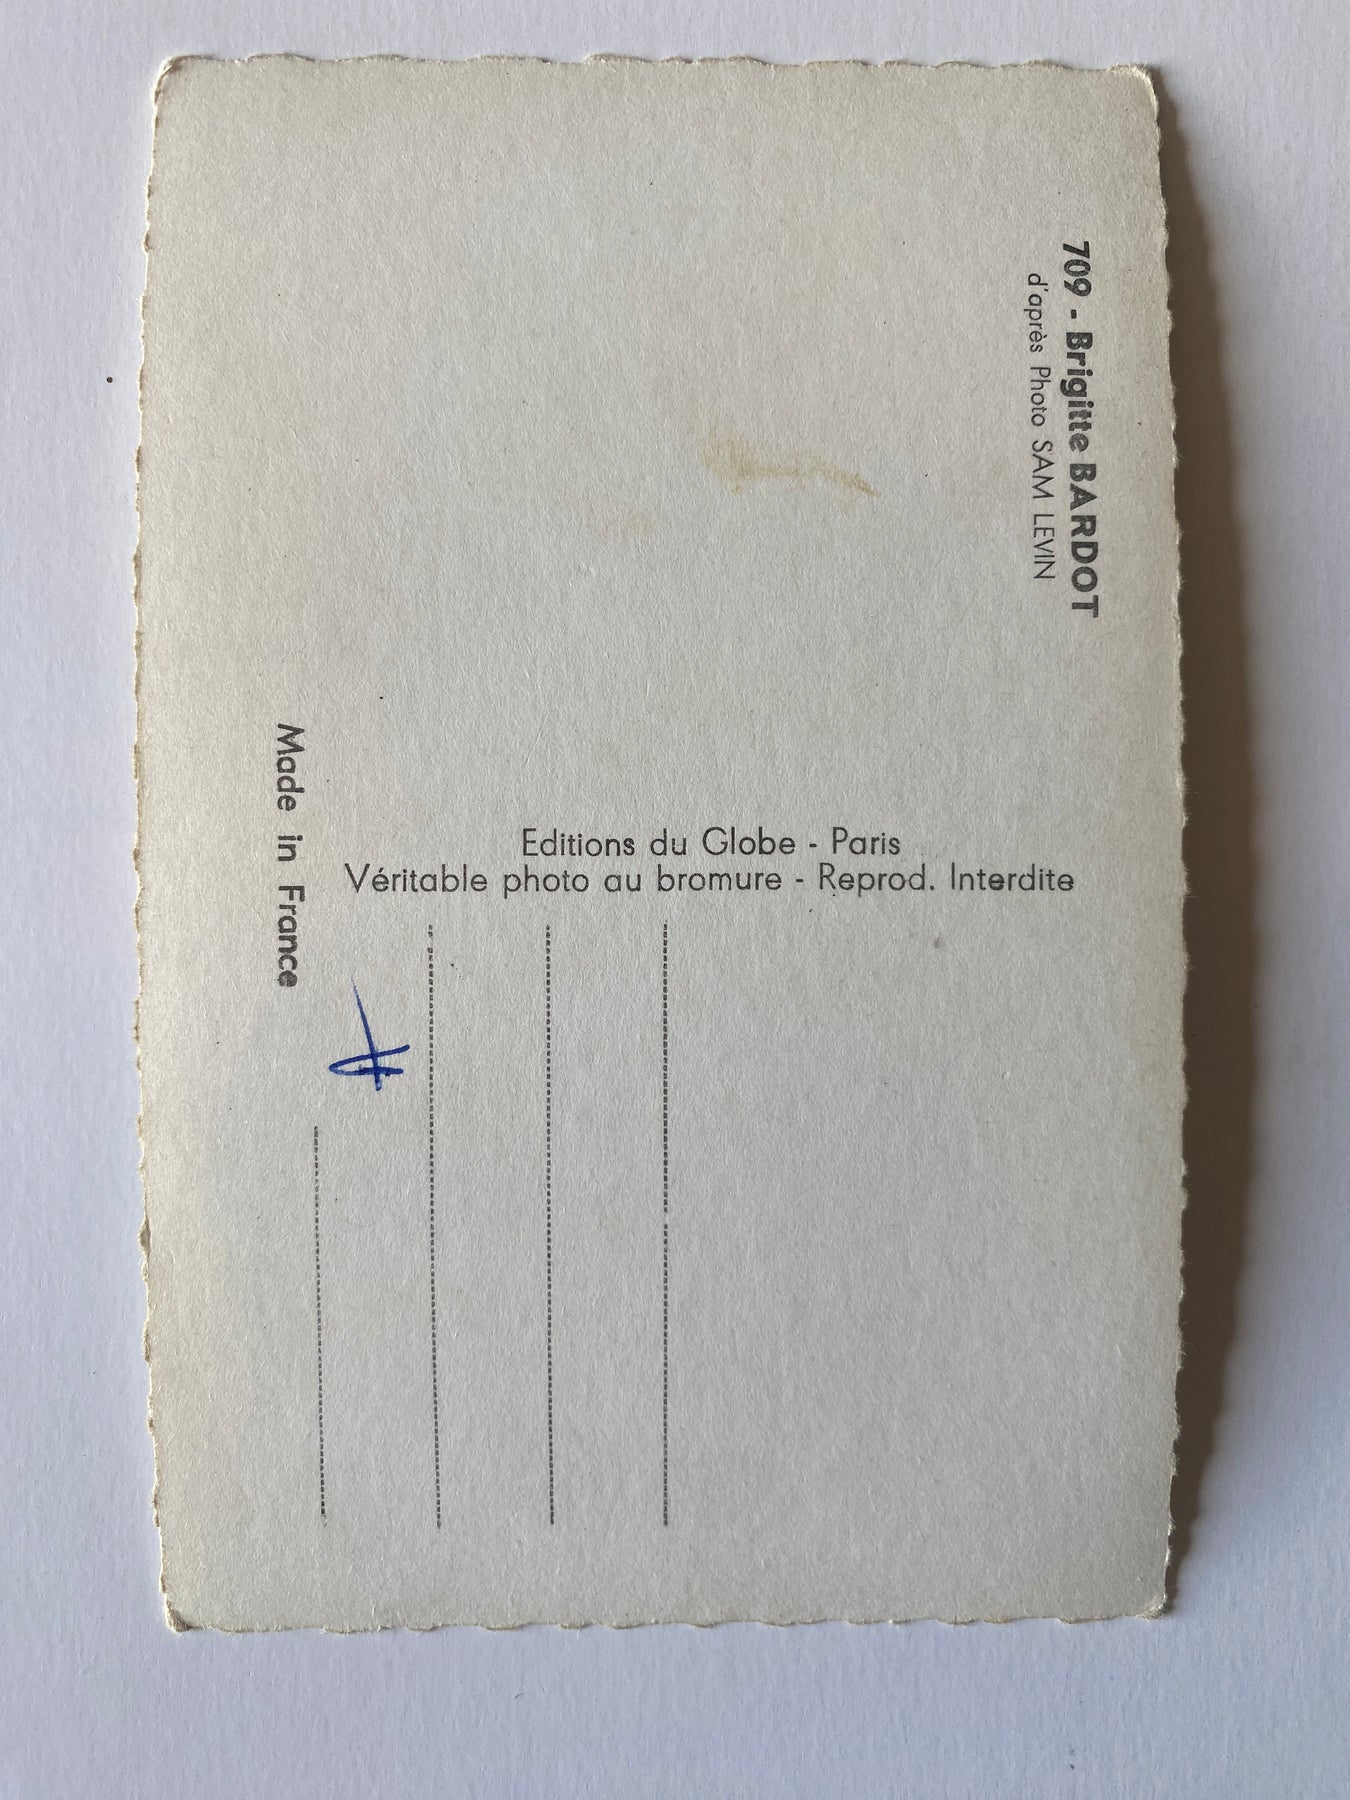 709 - Brigitte BARDOT
d'après Photo SAM LEVIN
Editions du Globe - Paris
Véritable photo au bromure - Reprod. Interdite
Made in France